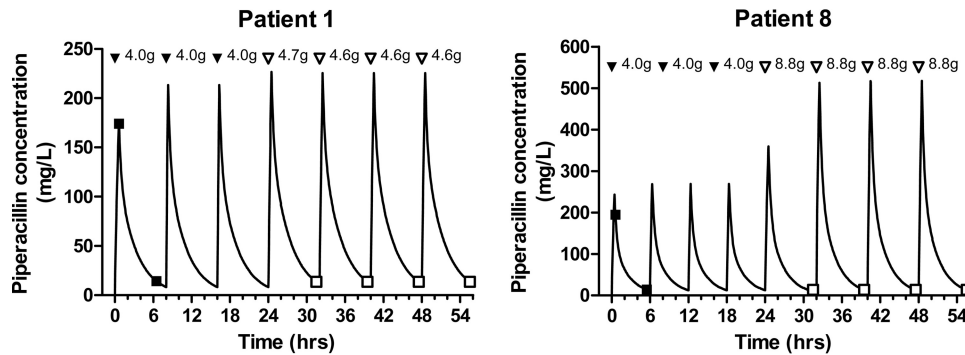 Patient 1
4.0g 4.0g 4.0g 4.7g 4.6g 4.6g 4.6g
250
200
150
100
50
0
Piperacillin concentration
(mg/L)
0 6 12 18 24 30 36 42 48 54
Time (hrs)
Patient 8
4.0g 4.0g 4.0g 8.8g 8.8g 8.8g 8.8g
600
500
400
300
200
100
0
Piperacillin concentration
(mg/L)
0 6 12 18 24 30 36 42 48 54
Time (hrs)